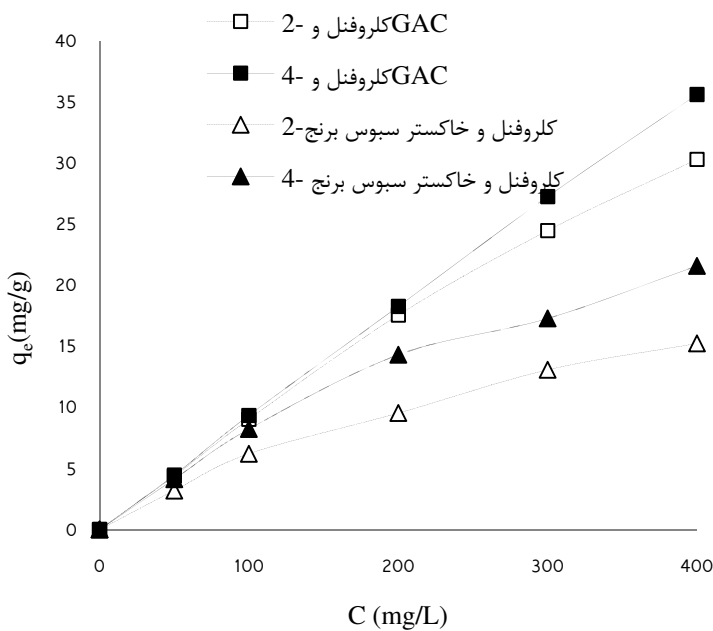 2- کلروفنل و GAC
4- کلروفنل و GAC
2-کلروفنل و خاکستر سبوس برنج
4- کلروفنل و خاکستر سبوس برنج
40
35
30
25
20
15
10
5
0
qe(mg/g)
0 100 200 300 400
C (mg/L)